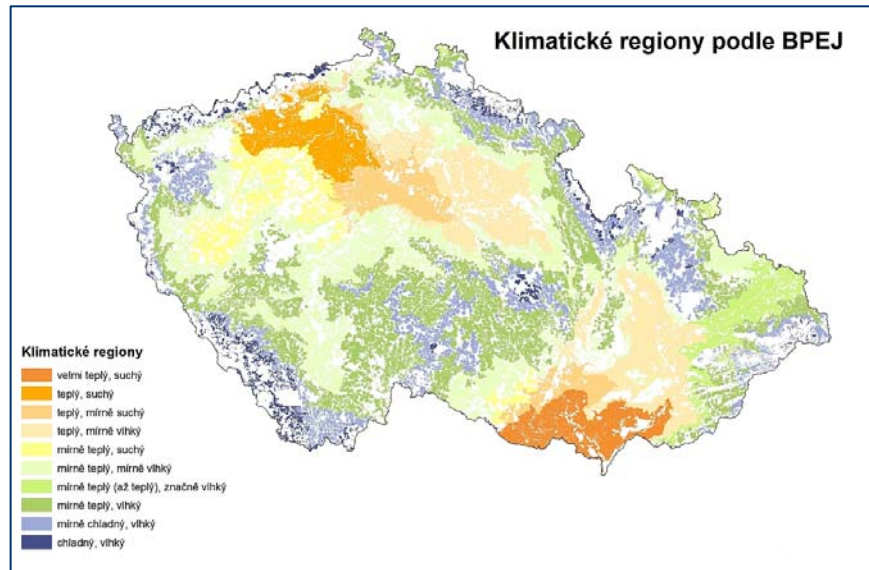 Klimatické regiony podle BPEJ
Klimatické regiony
velmi teplý, suchý
teplý, suchý
teplý, mírně suchý
teplý, mírně vlhký
mírně teplý, suchý
mírně teplý, mírně vlhký
mírně teplý (až teplý), značně vlhký
mírně teplý, vlhký
mírně chladný, vlhký
chladný, vlhký